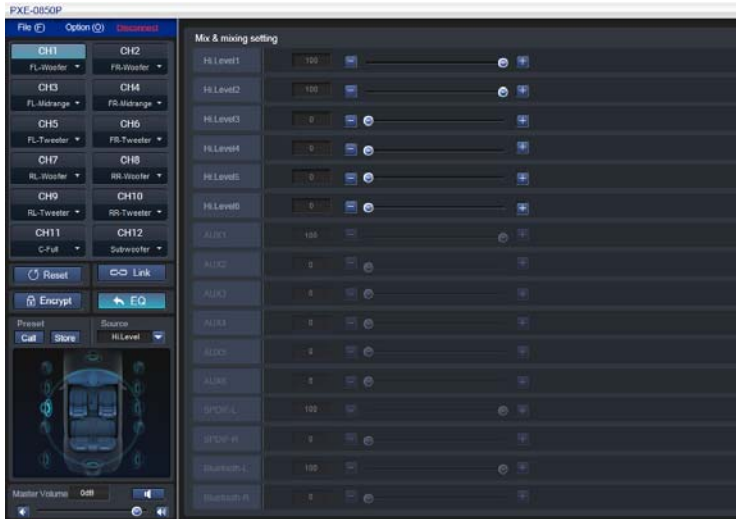 PXE-0850P
File (F) Option (O) Disconnect
CH1 CH2
FL-Woofer FR-Woofer
CH3 CH4
FL-Midrange FR-Midrange
CH5 CH6
FL-Tweeter FR-Tweeter
CH7 CH8
RL-Woofer RR-Woofer
CH9 CH10
RL-Tweeter RR-Tweeter
CH11 CH12
C-Full Subwoofer
Reset Link
Encrypt EQ
Preset Source
Call Store Hi.Level
Master Volume 0dB
Mix & mixing setting
Hi.Level1 100
Hi.Level2 100
Hi.Level3 0
Hi.Level4 0
Hi.Level5 0
Hi.Level6 0
AUX1 100
AUX2 0
AUX3 0
AUX4 0
AUX5 0
AUX6 0
SPDIF-L 100
SPDIF-R 0
Bluetooth-L 100
Bluetooth-R 0